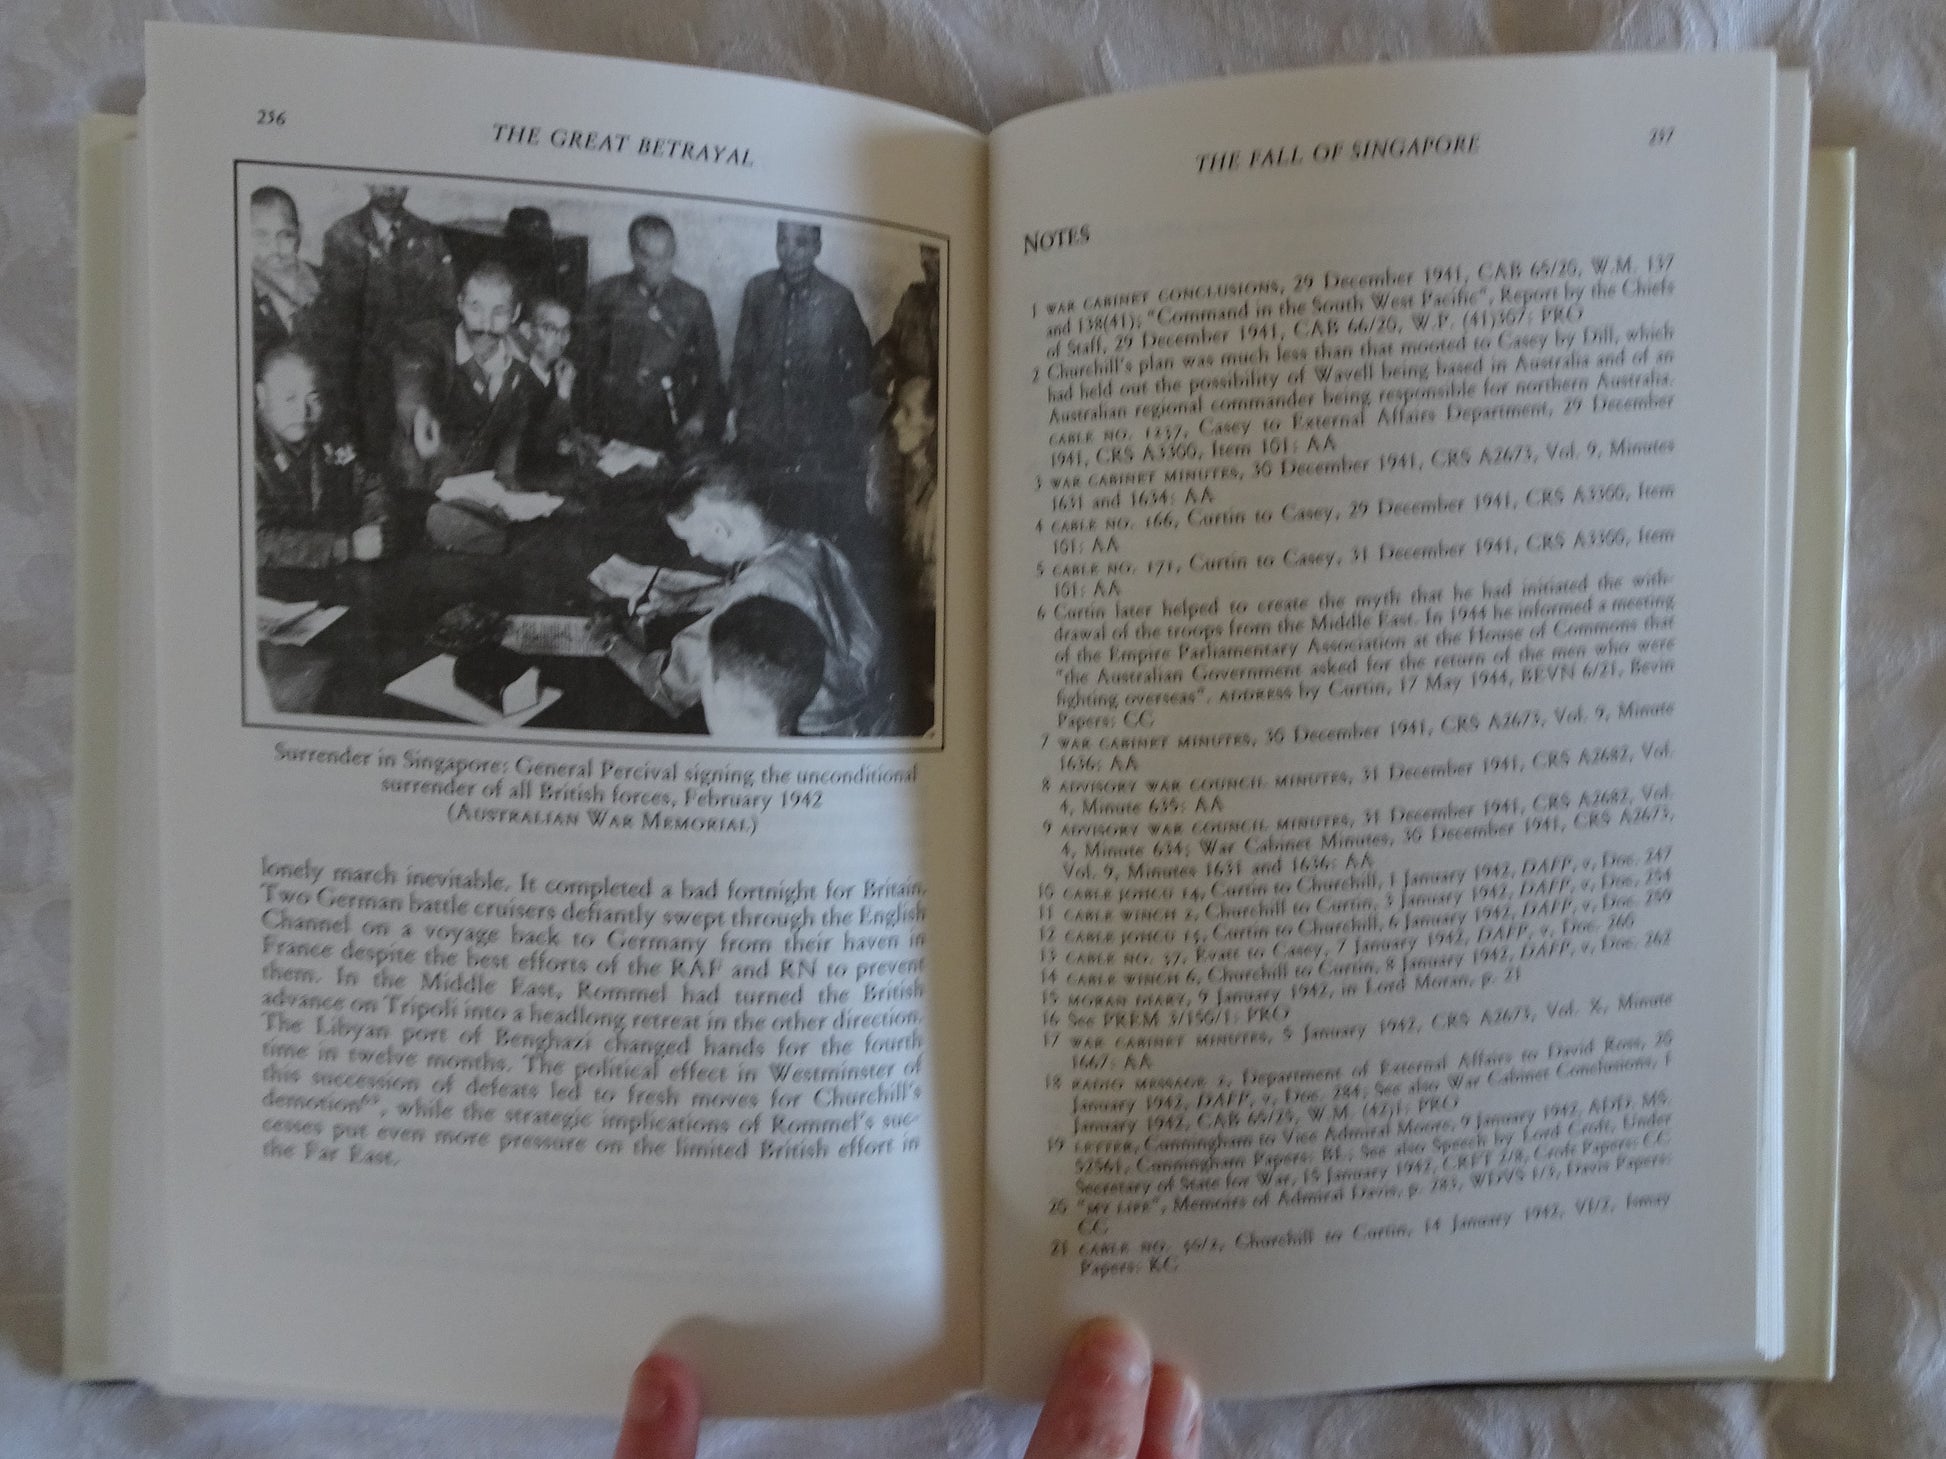 256
THE GREAT BETRAYAL
Surrender in Singapore: General Percival signing the unconditional
surrender of all British forces, February 1942
(AUSTRALIAN WAR MEMORIAL)
lonely march inevitable. It completed a bad fortnight for Britain.
Two German battle cruisers defiantly swept through the English
Channel on a voyage back to Germany from their haven in
France despite the best efforts of the RAF and RN to prevent
them. In the Middle East, Rommel had turned the British
advance on Tripoli into a headlong retreat in the other direction.
The Libyan port of Benghazi changed hands for the fourth
time in twelve months. The political effect in Westminster of
this succession of defeats led to fresh moves for Churchill's
demotion, while the strategic implications of Rommel's suc-
cesses put even more pressure on the limited British effort in
the Far East.
THE FALL OF SINGAPORE
257
NOTES
1 WAR CABINET CONCLUSIONS, 29 December 1941, CAB 65/20, W.M. 137
and 138(41); "Command in the South West Pacific", Report by the Chiefs
of Staff, 29 December 1941, CAB 66/20, W.P. (41)307: PRO
2 Churchill's plan was much less than that mooted to Casey by Dill, which
had held out the possibility of Wavell being based in Australia and of an
Australian regional commander being responsible for northern Australia.
CABLE NO. 1237, Casey to External Affairs Department, 29 December
1941, CRS A3300, Item 101: AA
3 WAR CABINET MINUTES, 30 December 1941, CRS A2673, Vol. 9, Minutes
1631 and 1634: AA
4 CABLE NO. 166, Curtin to Casey, 29 December 1941, CRS A3300, Item
101: AA
5 CABLE NO. 171, Curtin to Casey, 31 December 1941, CRS A3300, Item
101: AA
6 Curtin later helped to create the myth that he had initiated the with-
drawal of the troops from the Middle East. In 1944 he informed a meeting
of the Empire Parliamentary Association at the House of Commons that
"the Australian Government asked for the return of the men who were
fighting overseas". ADDRESS by Curtin, 17 May 1944, BEVN 6/21, Bevin
Papers: CC
7 WAR CABINET MINUTES, 30 December 1941, CRS A2673, Vol. 9, Minute
1636: AA
8 ADVISORY WAR COUNCIL MINUTES, 31 December 1941, CRS A2682, Vol.
4, Minute 635: AA
9 ADVISORY WAR COUNCIL MINUTES, 31 December 1941, CRS A2682, Vol.
4, Minute 634; War Cabinet Minutes, 30 December 1941, CRS A2673,
Vol. 9, Minutes 1631 and 1636: AA
10 CABLE JOHCU 14, Curtin to Churchill, 1 January 1942, DAFP, v, Doc. 247
11 CABLE WINCH 2, Churchill to Curtin, 3 January 1942, DAFP, v, Doc. 254
12 CABLE JOHCU 15, Curtin to Churchill, 6 January 1942, DAFP, v, Doc. 259
13 CABLE NO. 37, Evatt to Casey, 7 January 1942, DAFP, v, Doc. 260
14 CABLE WINCH 6, Churchill to Curtin, 8 January 1942, DAFP, v, Doc. 262
15 MORAN DIARY, 9 January 1942, in Lord Moran, p. 21
16 See PREM 3/150/1: PRO
17 WAR CABINET MINUTES, 5 January 1942, CRS A2673, Vol. X, Minute
1667: AA
18 RADIO MESSAGE 2, Department of External Affairs to David Ross, 20
January 1942, DAFP, v, Doc. 284; See also War Cabinet Conclusions, 1
January 1942, CAB 65/25, W.M. (42)1: PRO
19 LETTER, Cunningham to Vice Admiral Moore, 9 January 1942, ADD. MS.
52561, Cunningham Papers: BL; See also Speech by Lord Croft, Under
Secretary of State for War, 15 January 1942, CRFT 2/8, Croft Papers: CC
20 "MY LIFE", Memoirs of Admiral Davis, p. 283, WDVS 1/3, Davis Papers:
CC
21 CABLE NO. Churchill to Curtin, 14 January 1942, VI/2, Ismay
Papers: KC